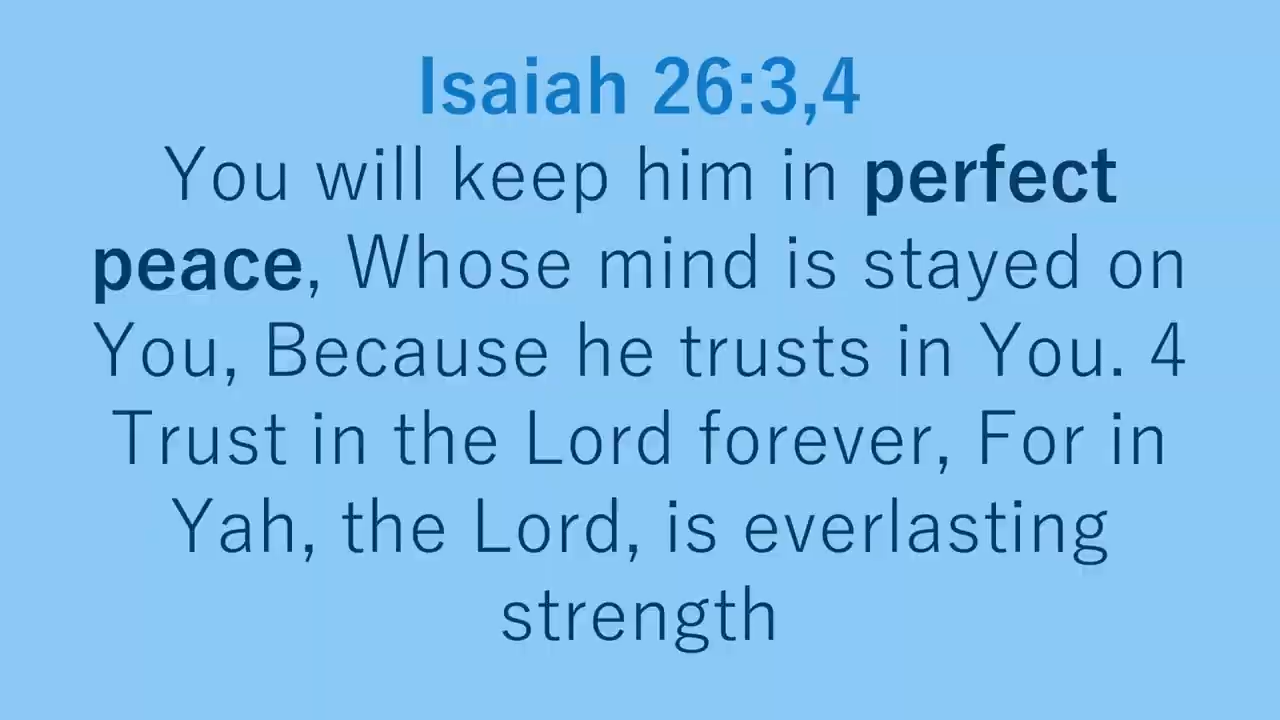 Isaiah 26:3,4
You will keep him in perfect
peace, Whose mind is stayed on
You, Because he trusts in You. 4
Trust in the Lord forever, For in
Yah, the Lord, is everlasting
strength